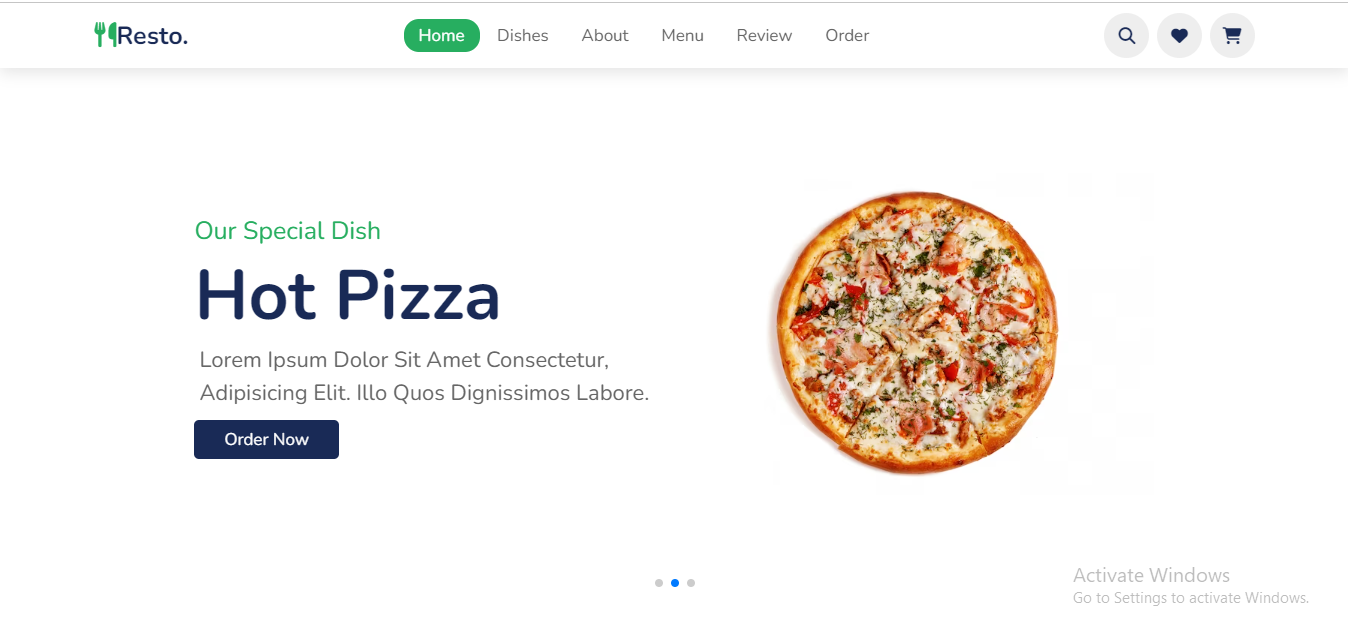 Resto.
Home Dishes About Menu Review Order
Our Special Dish
Hot Pizza
Lorem Ipsum Dolor Sit Amet Consectetur,
Adipisicing Elit. Illo Quos Dignissimos Labore.
Order Now
Activate Windows
Go to Settings to activate Windows.